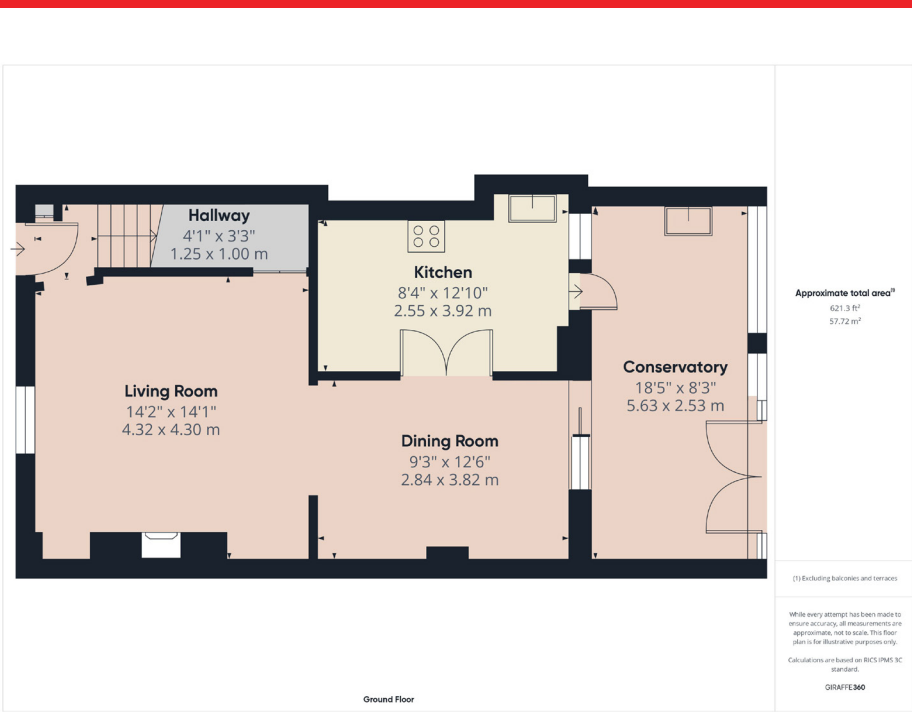 Hallway
4'1" x 3'3"
1.25 x 1.00 m
Kitchen
8'4" x 12'10"
2.55 x 3.92 m
Living Room
14'2" x 14'1"
4.32 x 4.30 m
Dining Room
9'3" x 12'6"
2.84 x 3.82 m
Conservatory
18'5" x 8'3"
5.63 x 2.53 m
Ground Floor
Approximate total area⁽¹⁾
621.3 ft²
57.72 m²
(1) Excluding balconies and terraces
While every attempt has been made to
ensure accuracy, all measurements are
approximate, not to scale. This floor
plan is for illustrative purposes only.
Calculations are based on RICS IPMS 3C
standard.
GIRAFFE360